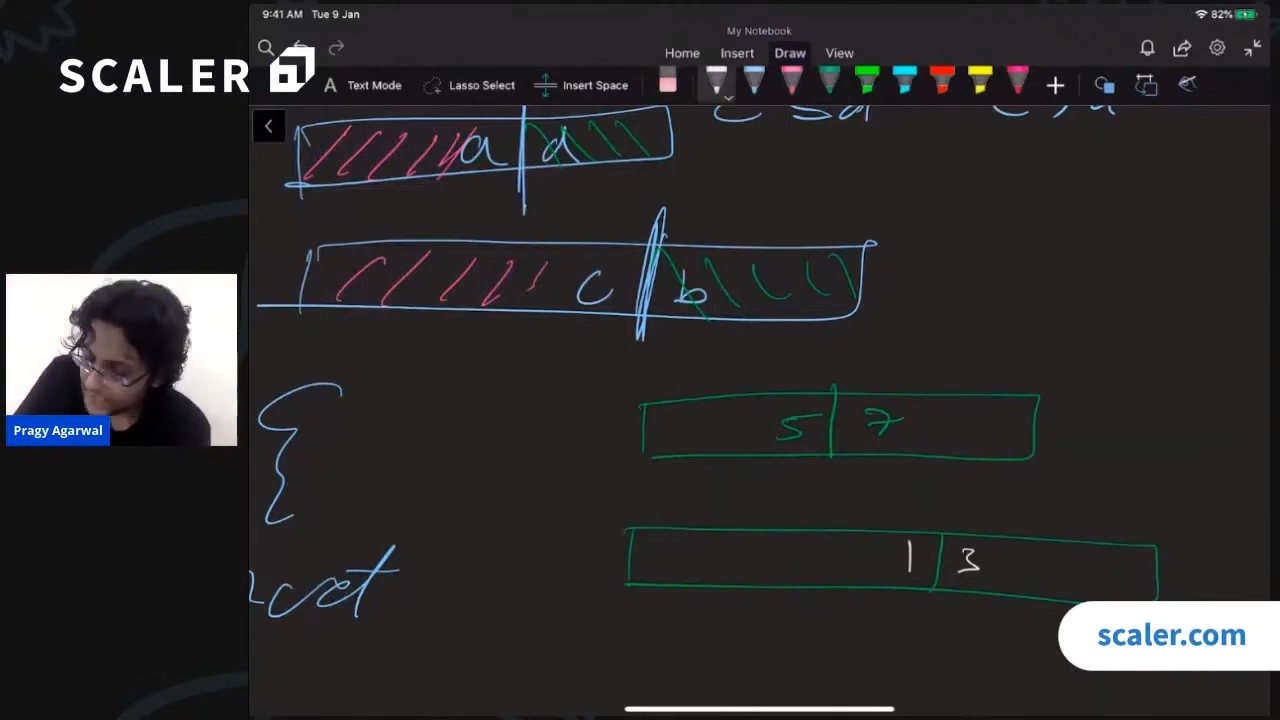 9:41 AM Tue 9 Jan
82%
My Notebook
SCALER
Home Insert Draw View
Text Mode Lasso Select Insert Space
a d
c b
Pragy Agarwal
5 7
1 3
scaler.com